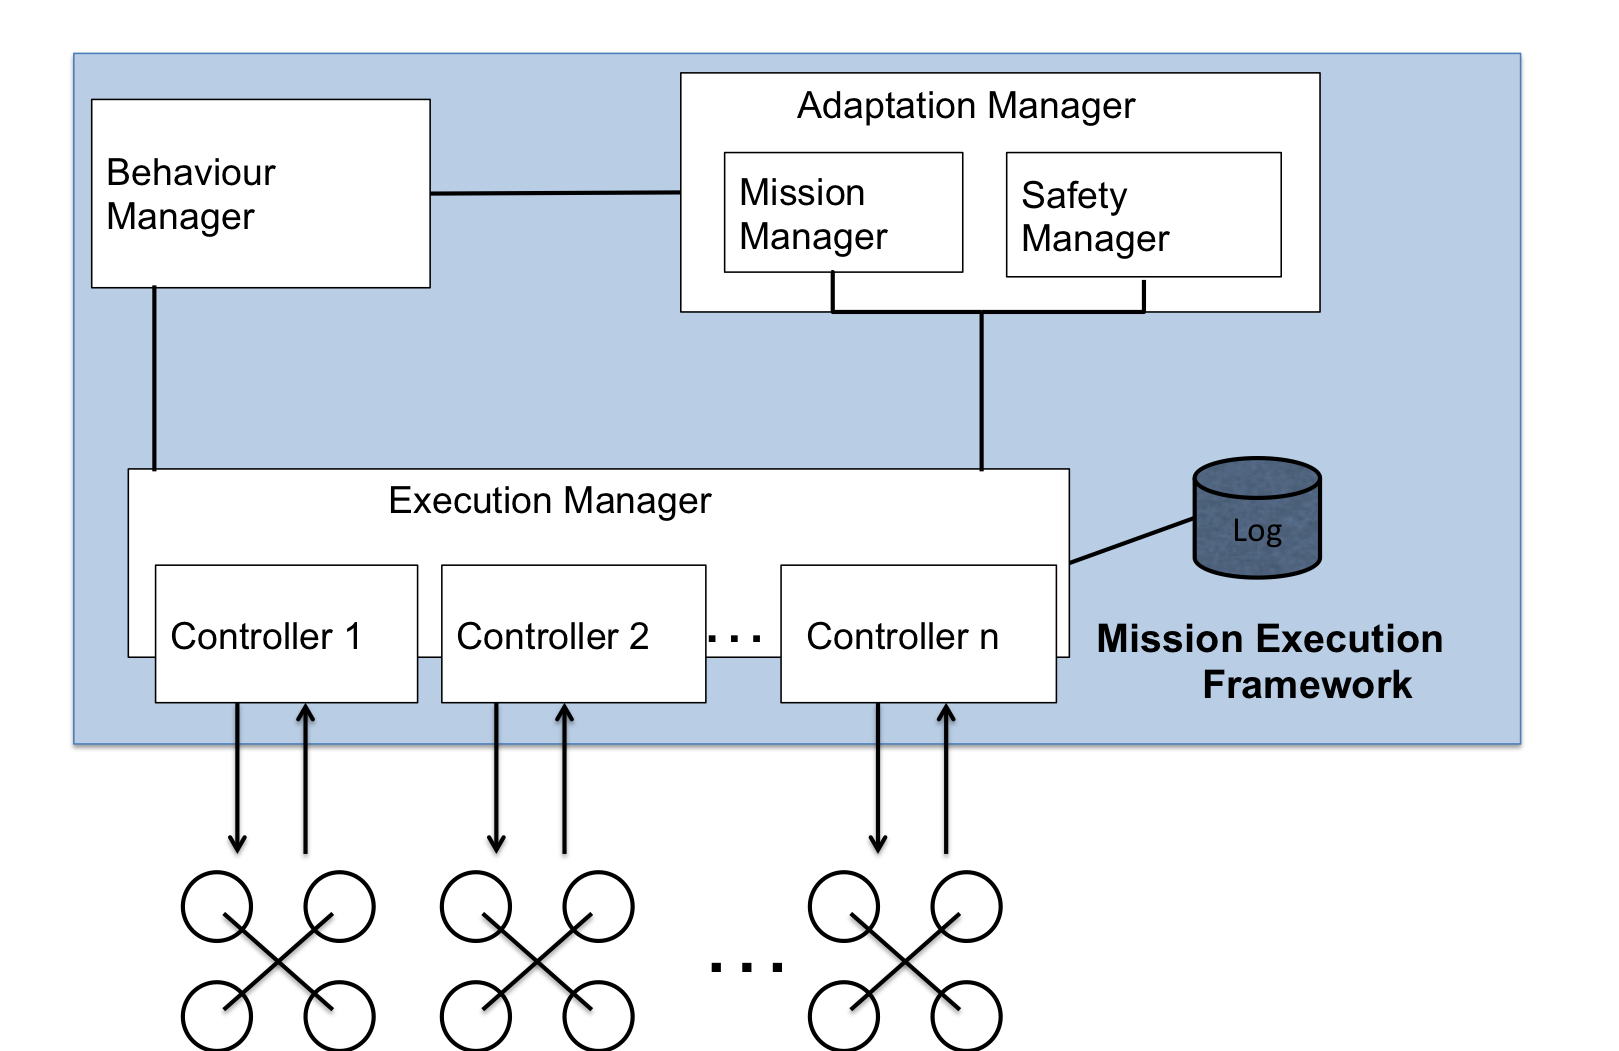 Adaptation Manager
Behaviour
Manager
Mission
Manager
Safety
Manager
Execution Manager
Log
Controller 1
Controller 2
...
Controller n
Mission Execution
Framework
...